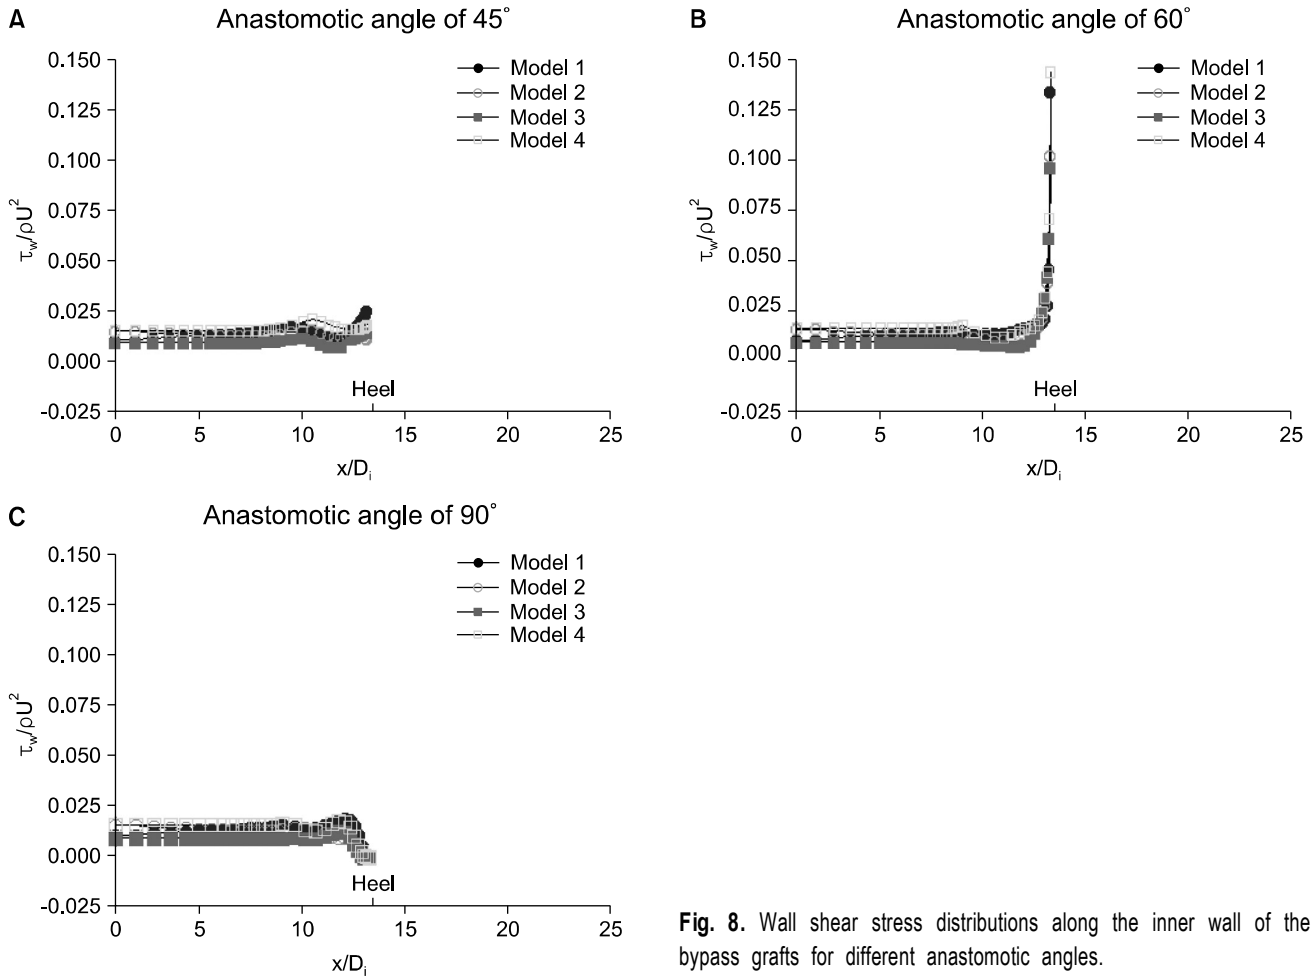 A Anastomotic angle of 45°
0.150
0.125
0.100
0.075
0.050
0.025
0.000
-0.025
τw/ρU²
Model 1
Model 2
Model 3
Model 4
Heel
0 5 10 15 20 25
x/Di
B Anastomotic angle of 60°
0.150
0.125
0.100
0.075
0.050
0.025
0.000
-0.025
τw/ρU²
Model 1
Model 2
Model 3
Model 4
Heel
0 5 10 15 20 25
x/Di
C Anastomotic angle of 90°
0.150
0.125
0.100
0.075
0.050
0.025
0.000
-0.025
τw/ρU²
Model 1
Model 2
Model 3
Model 4
Heel
0 5 10 15 20 25
x/Di
Fig. 8. Wall shear stress distributions along the inner wall of the
bypass grafts for different anastomotic angles.